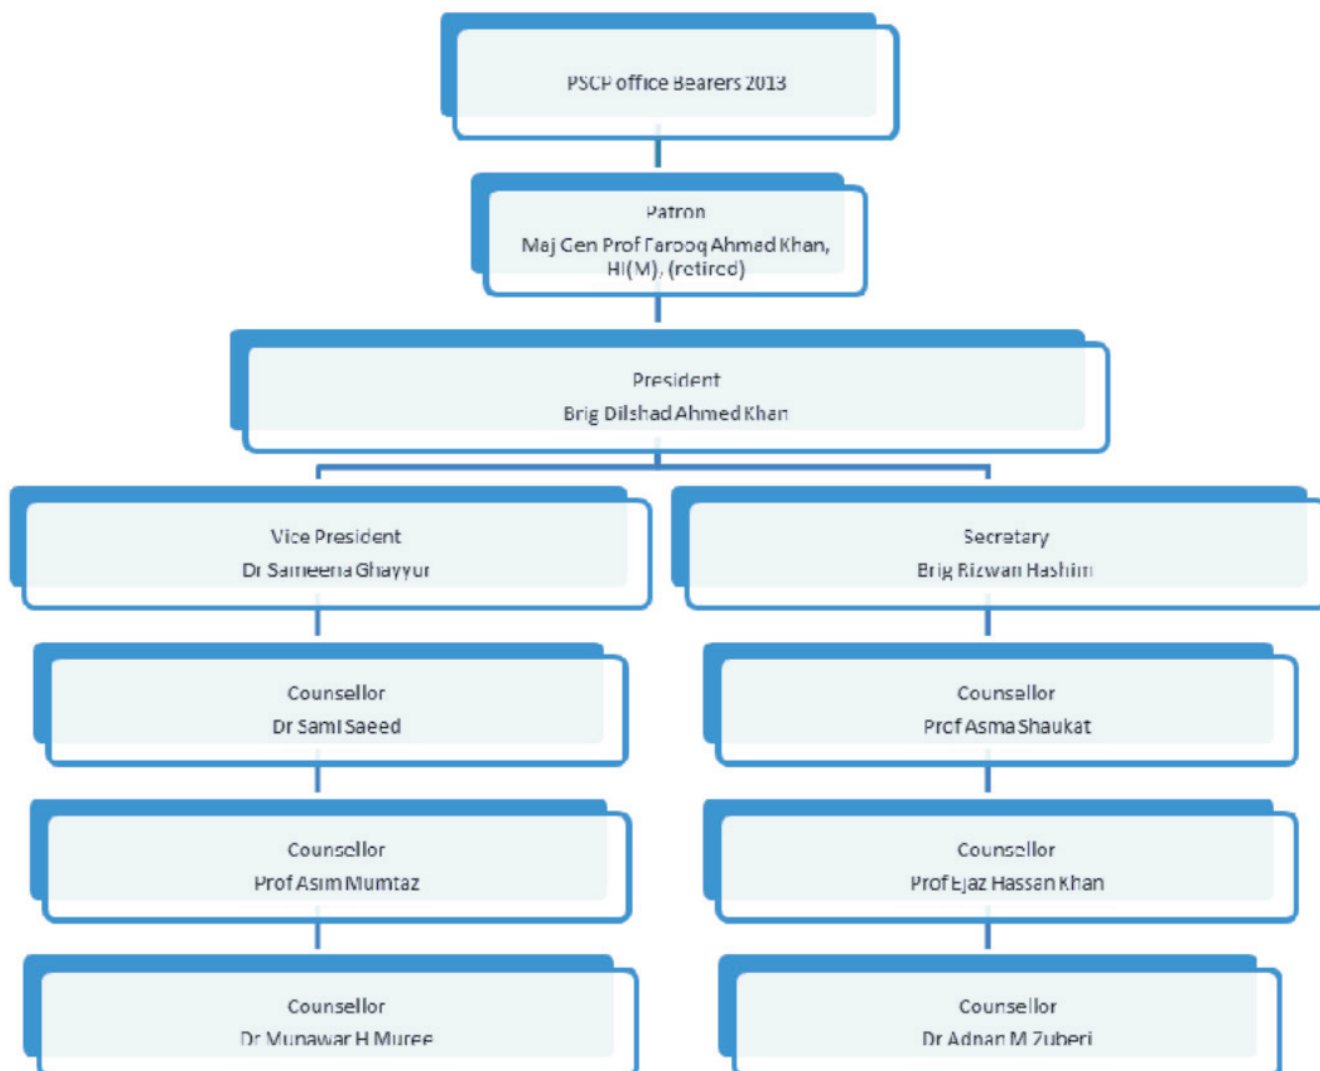 PSCP office Bearers 2013
Patron
Maj Gen Prof Farooq Ahmad Khan,
HI(M), (retired)
President
Brig Dilshad Ahmed Khan
Vice President
Dr Sameena Ghayyur
Secretary
Brig Rizwan Hashim
Counsellor
Dr Sami Saeed
Counsellor
Prof Asma Shaukat
Counsellor
Prof Asim Mumtaz
Counsellor
Prof Ejaz Hassan Khan
Counsellor
Dr Munawar H Muree
Counsellor
Dr Adnan M Zuberi